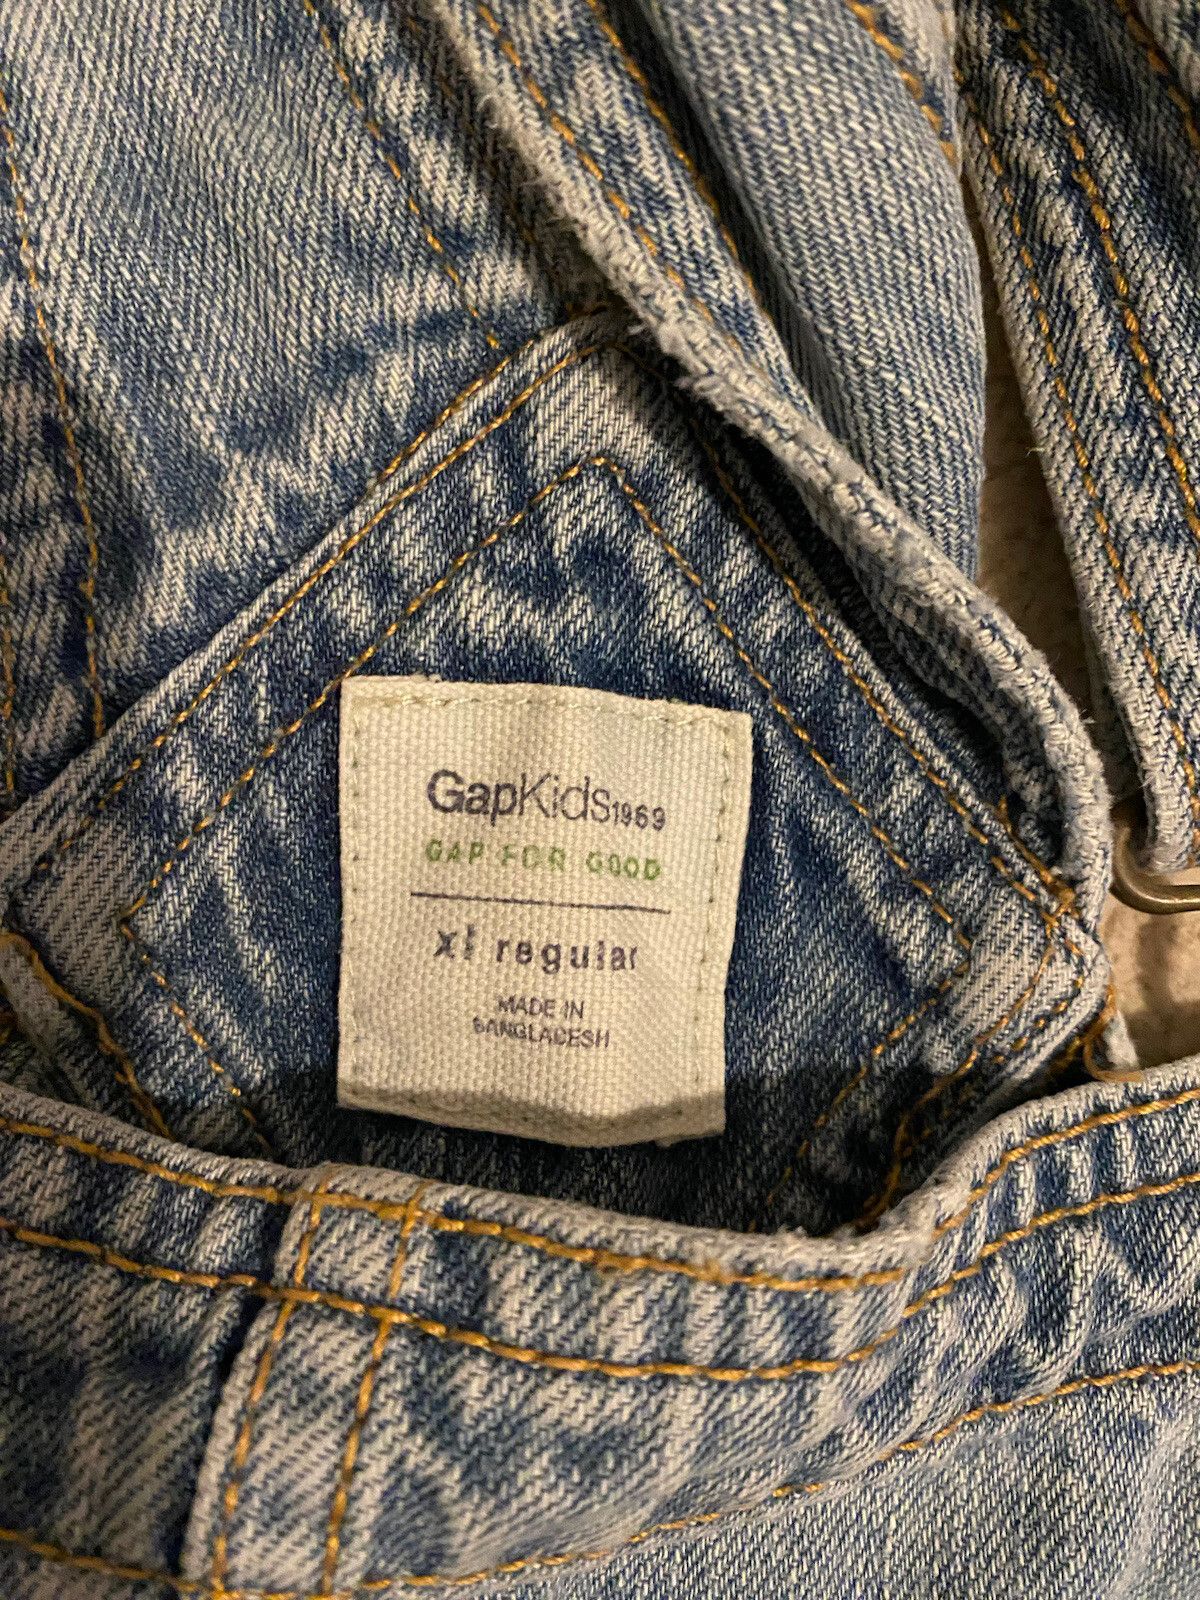 GapKids1969
GAP FOR GOOD
xl regular
MADE IN
BANGLADESH